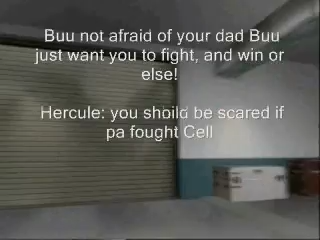 Buu not afraid of your dad Buu
just want you to fight, and win or
else!
Hercule: you shoild be scared if
pa fought Cell